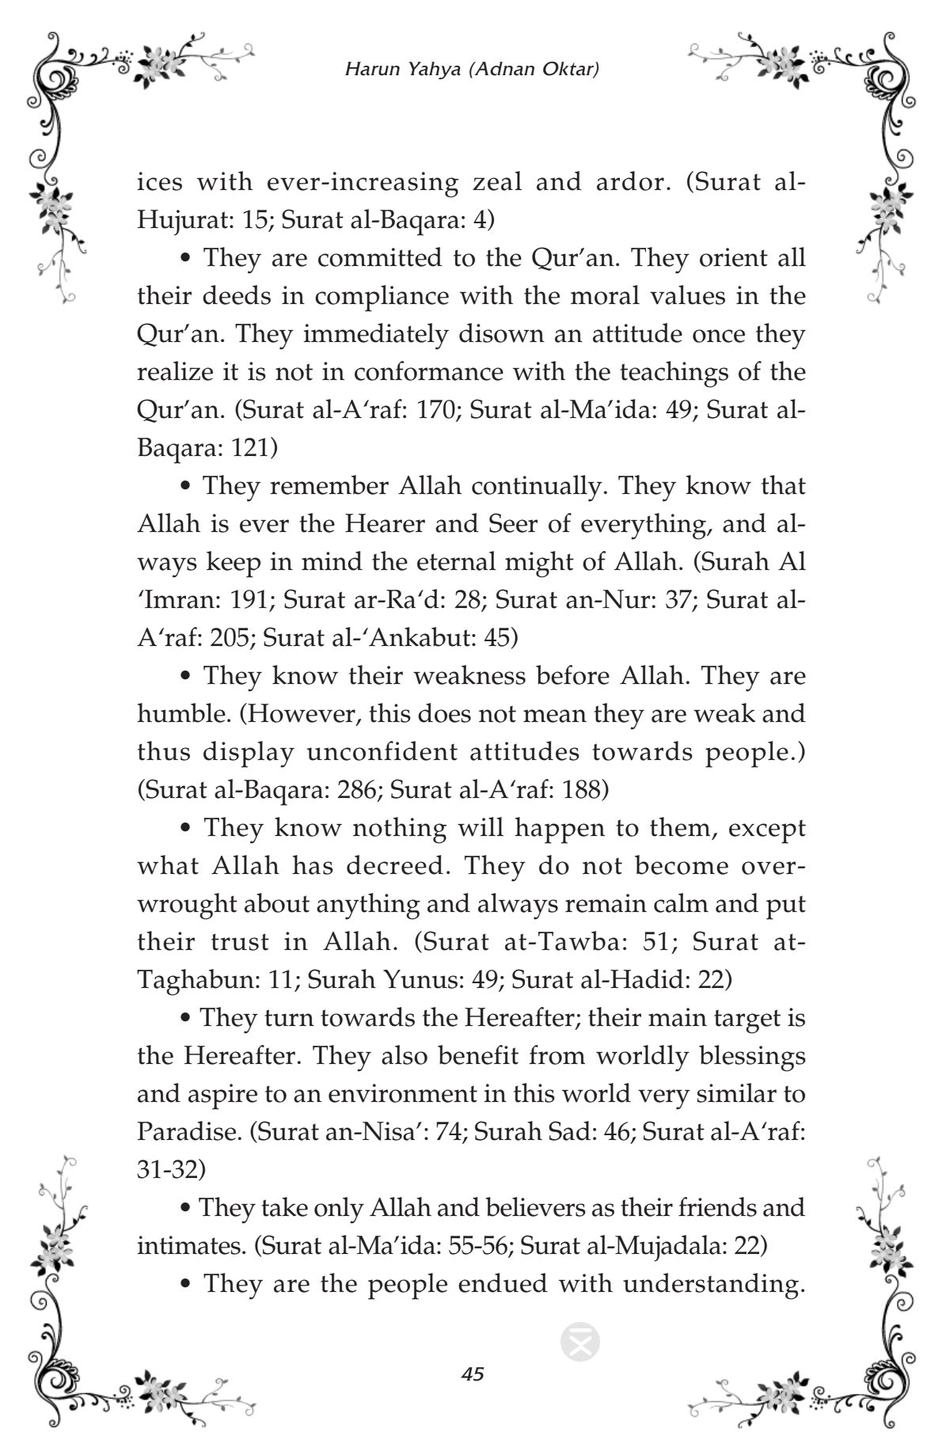 Harun Yahya (Adnan Oktar)
ices with ever-increasing zeal and ardor. (Surat al-
Hujurat: 15; Surat al-Baqara: 4)
• They are committed to the Qur’an. They orient all
their deeds in compliance with the moral values in the
Qur’an. They immediately disown an attitude once they
realize it is not in conformance with the teachings of the
Qur’an. (Surat al-A‘raf: 170; Surat al-Ma’ida: 49; Surat al-
Baqara: 121)
• They remember Allah continually. They know that
Allah is ever the Hearer and Seer of everything, and al-
ways keep in mind the eternal might of Allah. (Surah Al
‘Imran: 191; Surat ar-Ra‘d: 28; Surat an-Nur: 37; Surat al-
A‘raf: 205; Surat al-‘Ankabut: 45)
• They know their weakness before Allah. They are
humble. (However, this does not mean they are weak and
thus display unconfident attitudes towards people.)
(Surat al-Baqara: 286; Surat al-A‘raf: 188)
• They know nothing will happen to them, except
what Allah has decreed. They do not become over-
wrought about anything and always remain calm and put
their trust in Allah. (Surat at-Tawba: 51; Surat at-
Taghabun: 11; Surah Yunus: 49; Surat al-Hadid: 22)
• They turn towards the Hereafter; their main target is
the Hereafter. They also benefit from worldly blessings
and aspire to an environment in this world very similar to
Paradise. (Surat an-Nisa’: 74; Surah Sad: 46; Surat al-A‘raf:
31-32)
• They take only Allah and believers as their friends and
intimates. (Surat al-Ma’ida: 55-56; Surat al-Mujadala: 22)
• They are the people endued with understanding.
45